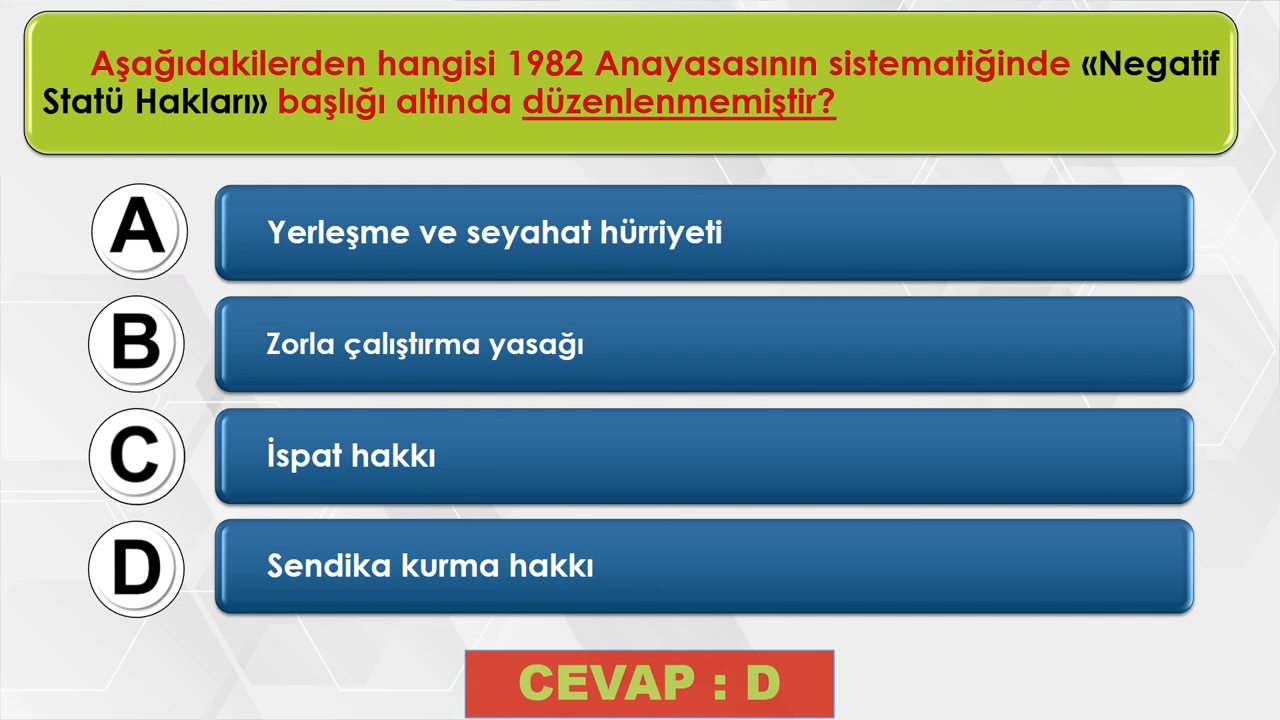 Aşağıdakilerden hangisi 1982 Anayasasının sistematiğinde «Negatif
Statü Hakları» başlığı altında düzenlenmemiştir?
A
Yerleşme ve seyahat hürriyeti
B
Zorla çalıştırma yasağı
C
İspat hakkı
D
Sendika kurma hakkı
CEVAP : D